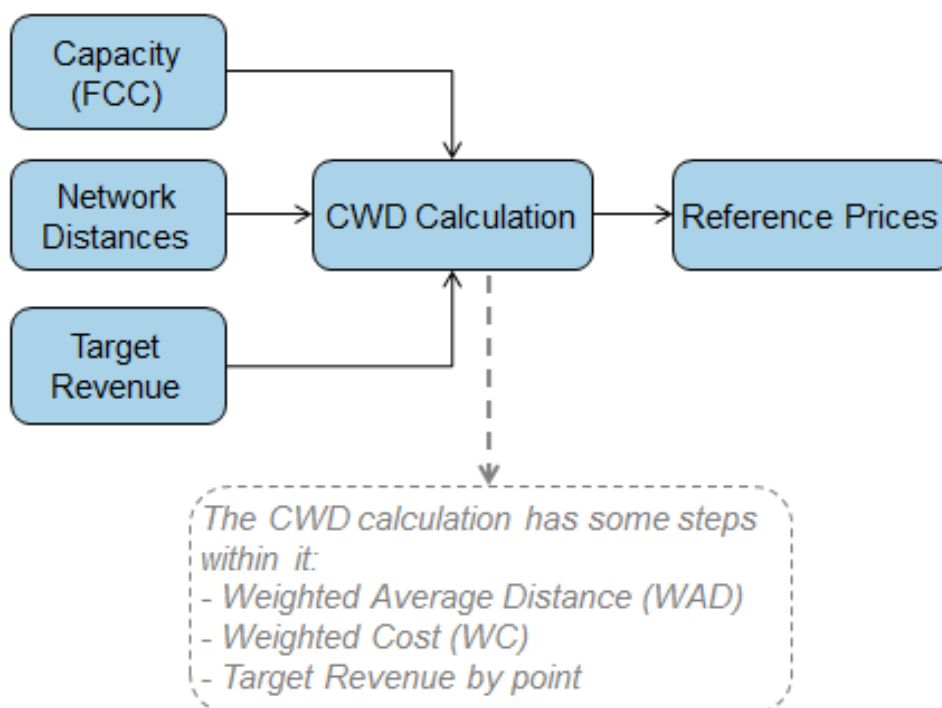 Capacity
(FCC)
Network
Distances
CWD Calculation
Reference Prices
Target
Revenue
The CWD calculation has some steps
within it:
- Weighted Average Distance (WAD)
- Weighted Cost (WC)
- Target Revenue by point